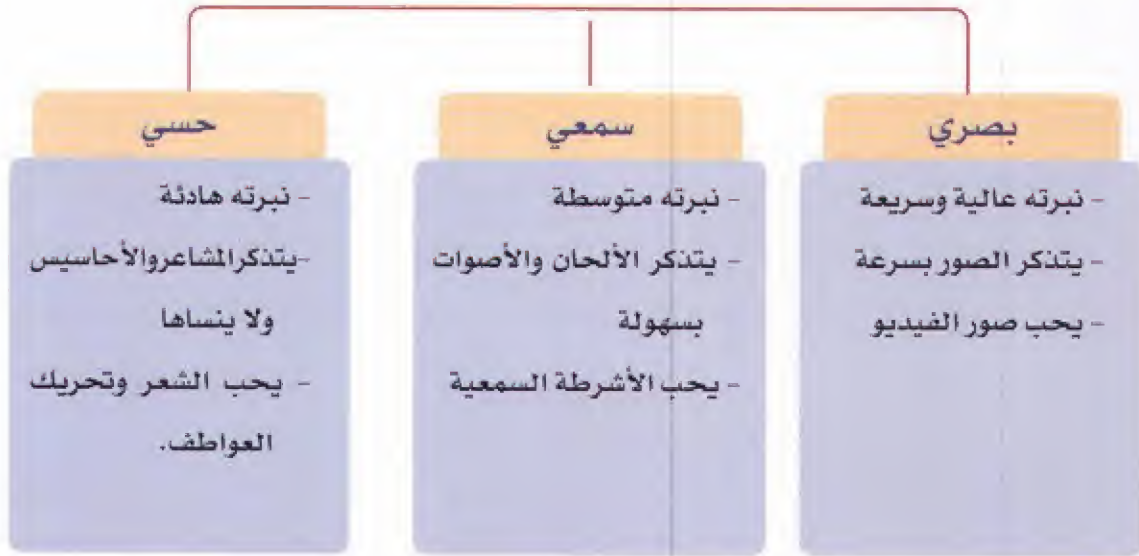 بصري
- نبرته عالية وسريعة
- يتذكر الصور بسرعة
- يحب صور الفيديو
سمعي
- نبرته متوسطة
- يتذكر الألحان والأصوات
بسهولة
- يحب الأشرطة السمعية
حسي
- نبرته هادئة
-يتذكرالمشاعروالأحاسيس
ولا ينساها
- يحب الشعر وتحريك
العواطف.